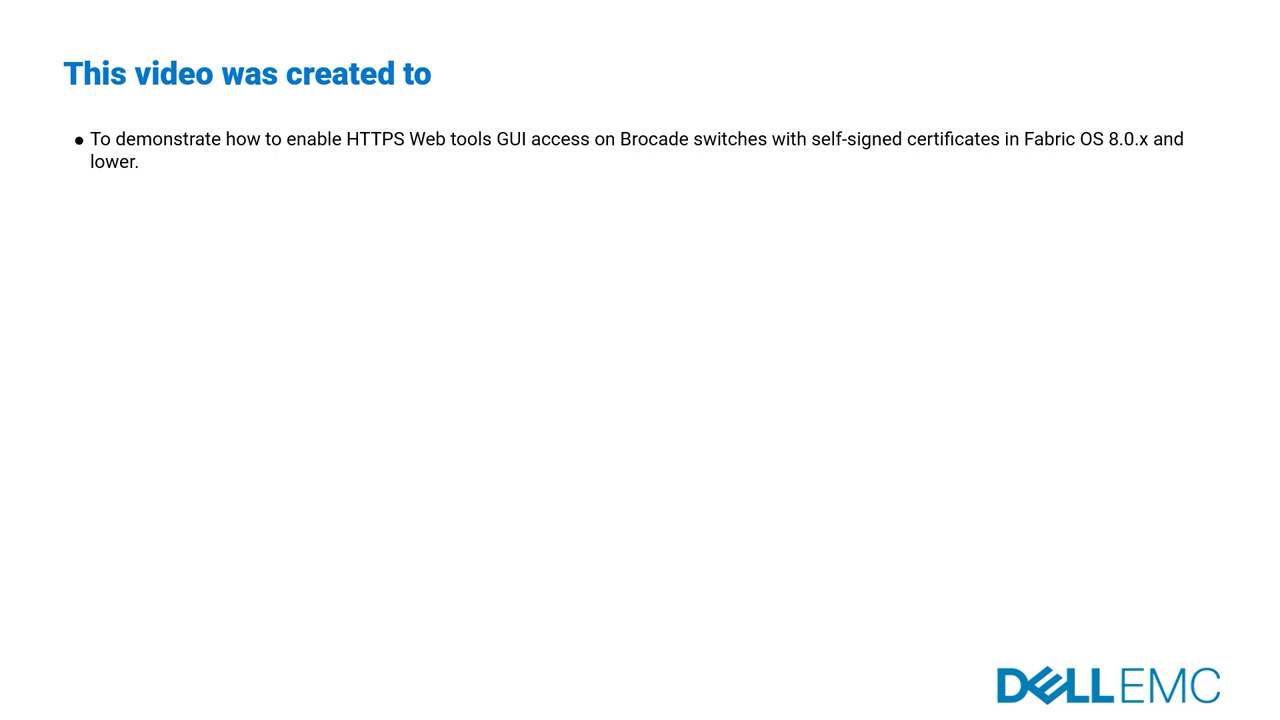 This video was created to
• To demonstrate how to enable HTTPS Web tools GUI access on Brocade switches with self-signed certificates in Fabric OS 8.0.x and
lower.
DELLEMC